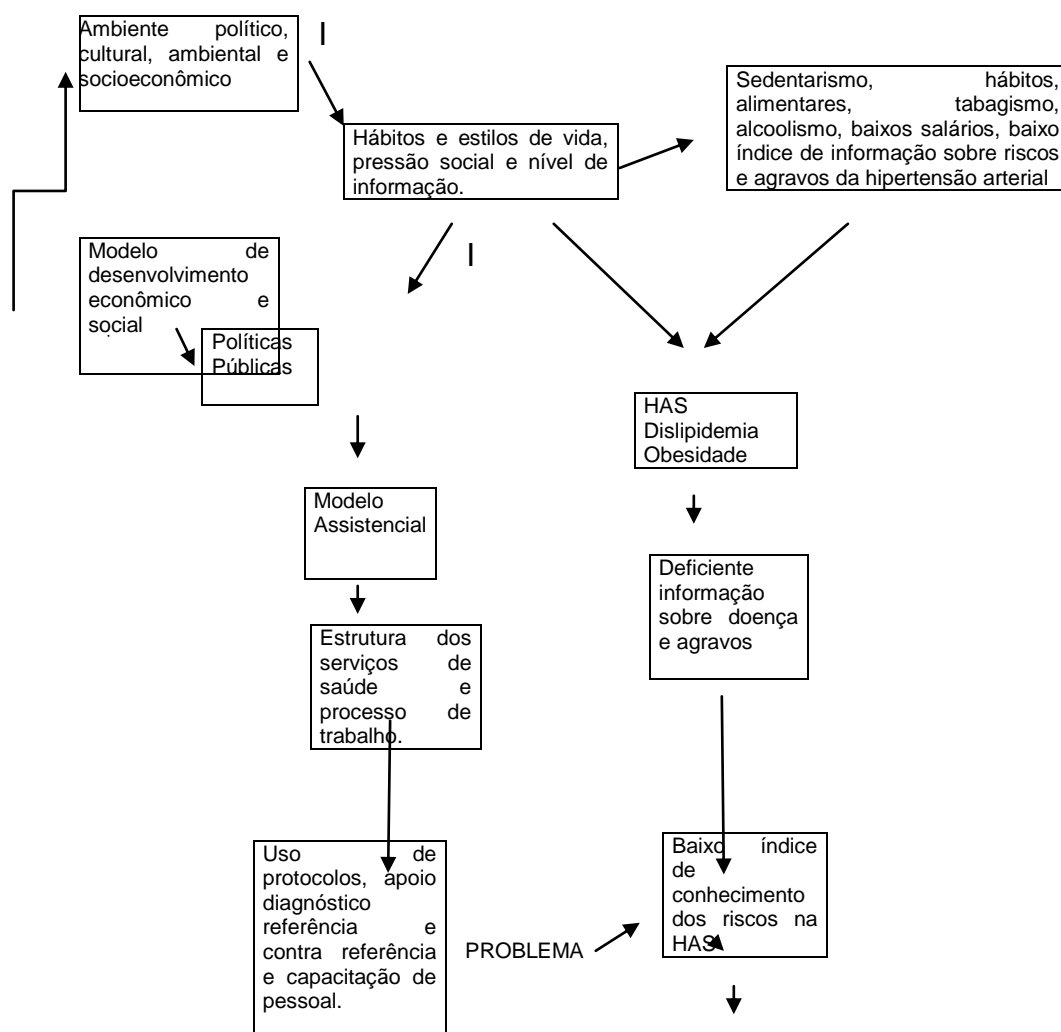 Ambiente político,
cultural, ambiental e
socioeconômico
Sedentarismo, hábitos,
alimentares, tabagismo,
alcoolismo, baixos salários, baixo
índice de informação sobre riscos
e agravos da hipertensão arterial
Hábitos e estilos de vida,
pressão social e nível de
informação.
Modelo de
desenvolvimento
econômico e
social
Políticas
Públicas
HAS
Dislipidemia
Obesidade
Modelo
Assistencial
Deficiente
informação
sobre doença
e agravos
Estrutura dos
serviços de
saúde e
processo de
trabalho.
Uso de
protocolos, apoio
diagnóstico
referência e
contra referência
e capacitação de
pessoal.
PROBLEMA
Baixo índice
de
conhecimento
dos riscos na
HAS